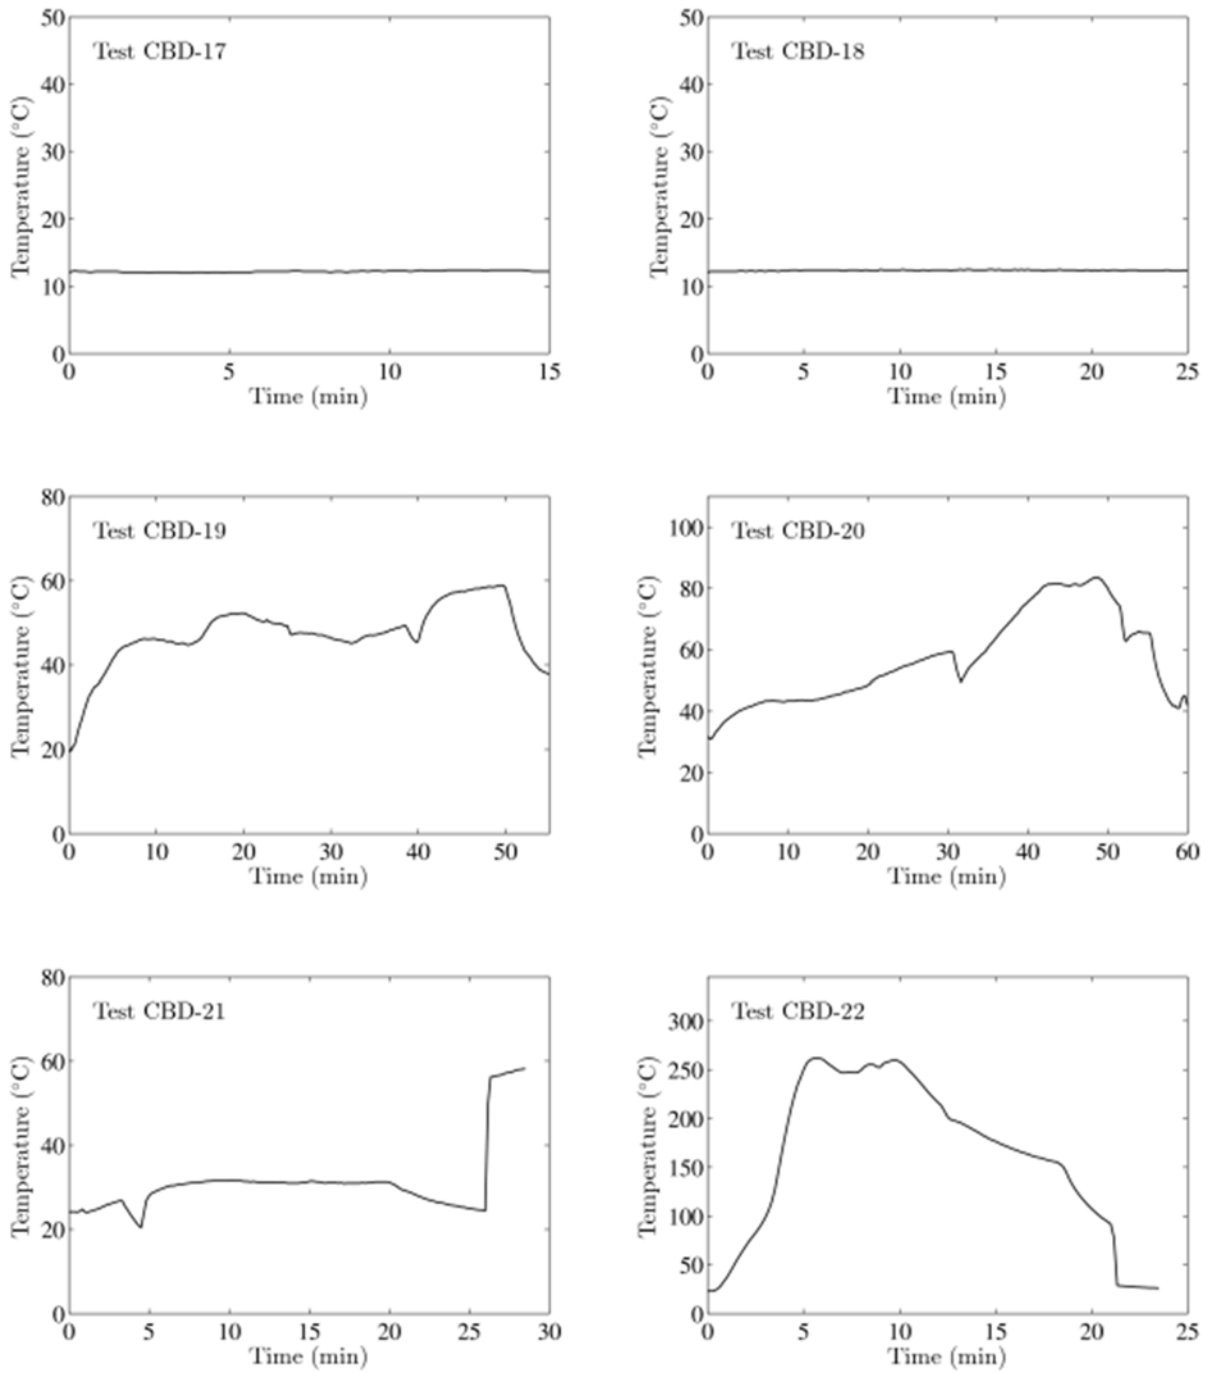 50
Test CBD-17
40
30
20
10
0
Temperature (°C)
0 5 10 15
Time (min)
50
Test CBD-18
40
30
20
10
0
Temperature (°C)
0 5 10 15 20 25
Time (min)
80
Test CBD-19
60
40
20
0
Temperature (°C)
0 10 20 30 40 50
Time (min)
100
Test CBD-20
80
60
40
20
0
Temperature (°C)
0 10 20 30 40 50 60
Time (min)
80
Test CBD-21
60
40
20
0
Temperature (°C)
0 5 10 15 20 25 30
Time (min)
Test CBD-22
300
250
200
150
100
50
0
Temperature (°C)
0 5 10 15 20 25
Time (min)